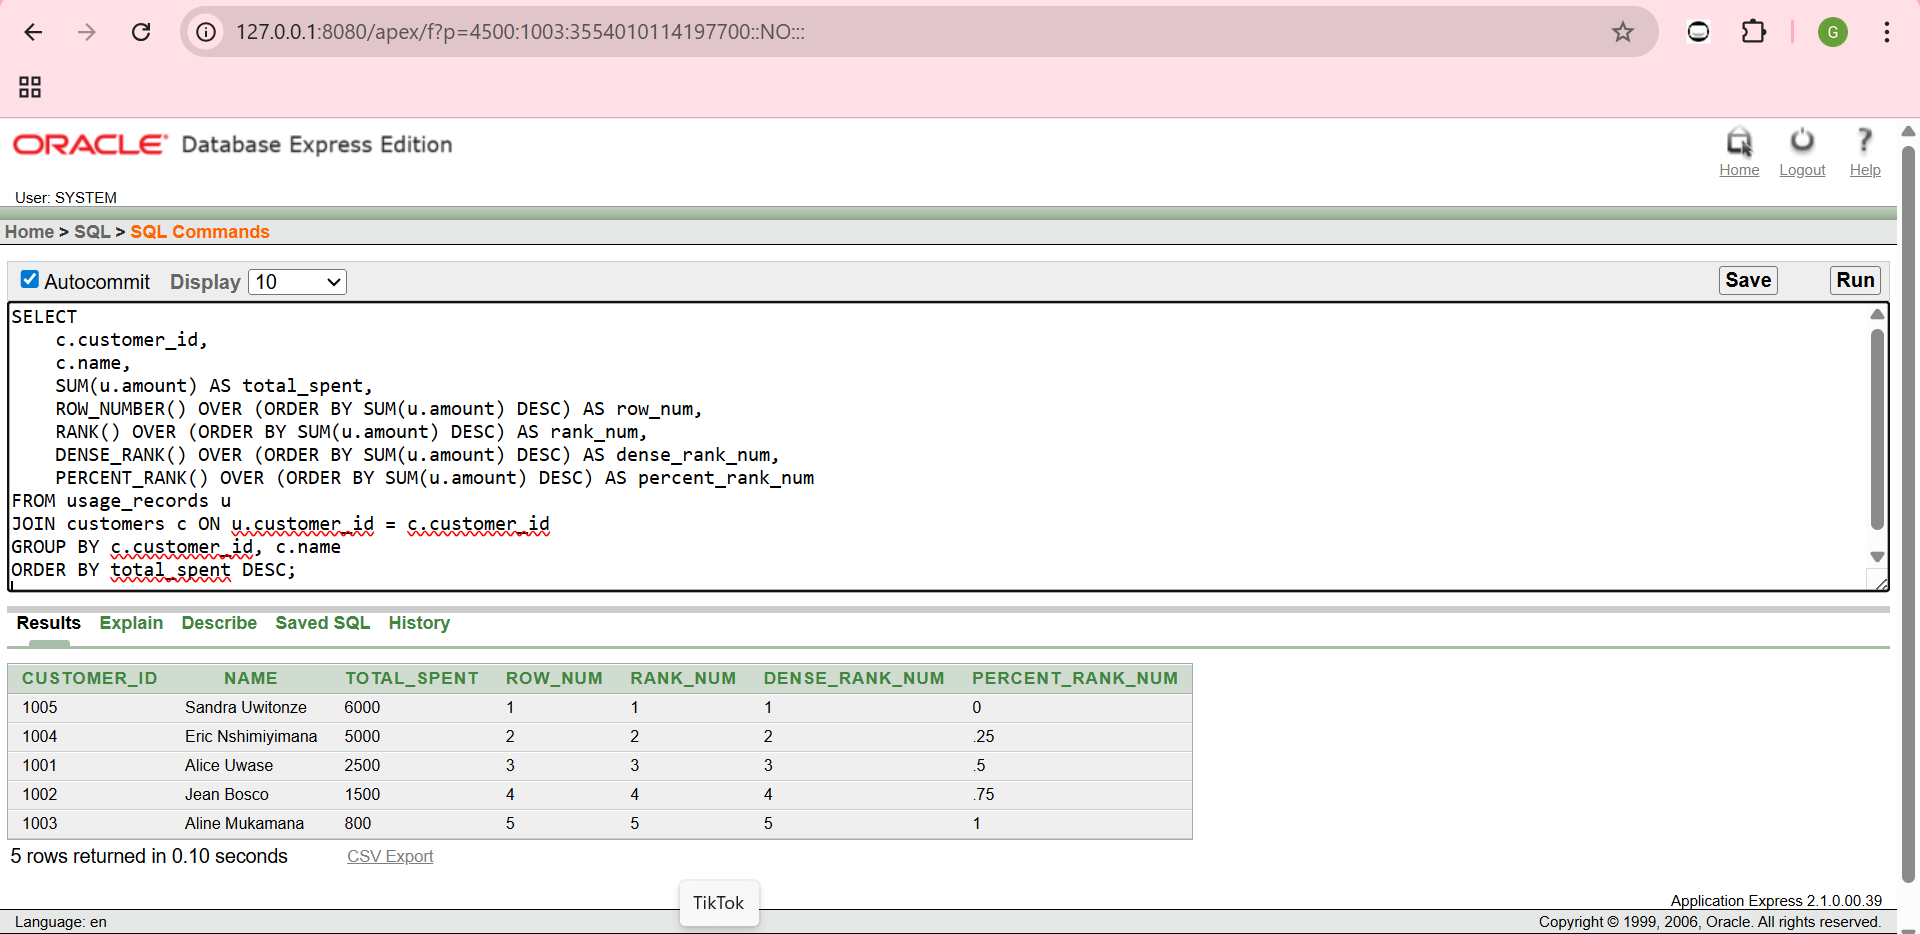 127.0.0.1:8080/apex/f?p=4500:1003:3554010114197700::NO:::
G
ORACLE Database Express Edition
Home Logout Help
User: SYSTEM
Home > SQL > SQL Commands
Autocommit Display 10 Save Run
SELECT
c.customer_id,
c.name,
SUM(u.amount) AS total_spent,
ROW_NUMBER() OVER (ORDER BY SUM(u.amount) DESC) AS row_num,
RANK() OVER (ORDER BY SUM(u.amount) DESC) AS rank_num,
DENSE_RANK() OVER (ORDER BY SUM(u.amount) DESC) AS dense_rank_num,
PERCENT_RANK() OVER (ORDER BY SUM(u.amount) DESC) AS percent_rank_num
FROM usage_records u
JOIN customers c ON u.customer_id = c.customer_id
GROUP BY c.customer_id, c.name
ORDER BY total_spent DESC;
Results Explain Describe Saved SQL History
CUSTOMER_ID NAME TOTAL_SPENT ROW_NUM RANK_NUM DENSE_RANK_NUM PERCENT_RANK_NUM
1005 Sandra Uwitonze 6000 1 1 1 0
1004 Eric Nshimiyimana 5000 2 2 2 .25
1001 Alice Uwase 2500 3 3 3 .5
1002 Jean Bosco 1500 4 4 4 .75
1003 Aline Mukamana 800 5 5 5 1
5 rows returned in 0.10 seconds CSV Export
TikTok
Application Express 2.1.0.00.39
Language: en Copyright © 1999, 2006, Oracle. All rights reserved.